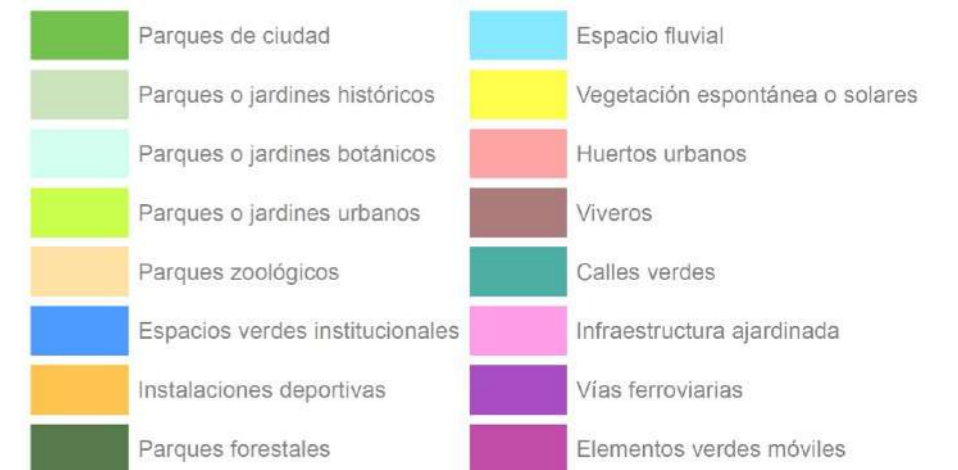 Parques de ciudad
Parques o jardines históricos
Parques o jardines botánicos
Parques o jardines urbanos
Parques zoológicos
Espacios verdes institucionales
Instalaciones deportivas
Parques forestales
Espacio fluvial
Vegetación espontánea o solares
Huertos urbanos
Viveros
Calles verdes
Infraestructura ajardinada
Vías ferroviarias
Elementos verdes móviles